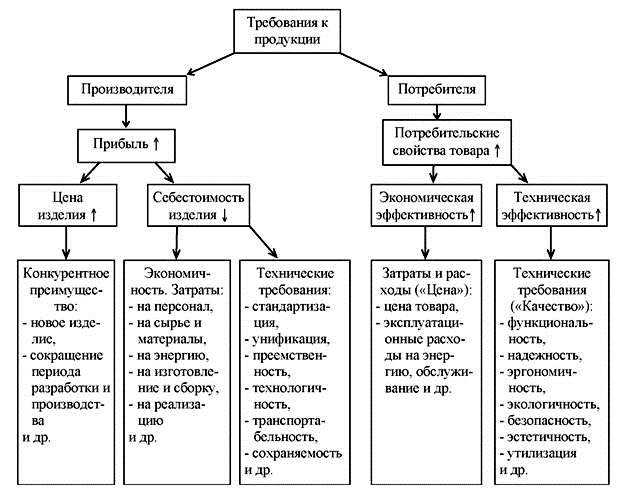 Требования к
продукции
Производителя
Потребителя
Прибыль ↑
Потребительские
свойства товара ↑
Цена
изделия ↑
Себестоимость
изделия ↓
Экономическая
эффективность ↑
Техническая
эффективность ↑
Конкурентное
преимущес-
тво:
- новое изде-
лие,
- сокращение
периода
разработки и
производст-
ва
и др.
Экономич-
ность. Затраты:
- на персонал,
- на сырье и
материалы,
- на энергию,
- на изготовле-
ние и сборку,
- на реализа-
цию
и др.
Технические
требования:
- стандартиза-
ция,
- унификация,
- преемствен-
ность,
- технологич-
ность,
- транспорта-
бельность,
- сохраняемость
и др.
Затраты и рас-
ходы («Цена»):
- цена товара,
- эксплуатаци-
онные расхо-
ды на энер-
гию, обслужи-
вание и др.
Технические
требования
(«Качество»):
- функциональ-
ность,
- надежность,
- эргономич-
ность,
- экологичность,
- безопасность,
- эстетичность,
- утилизация
и др.